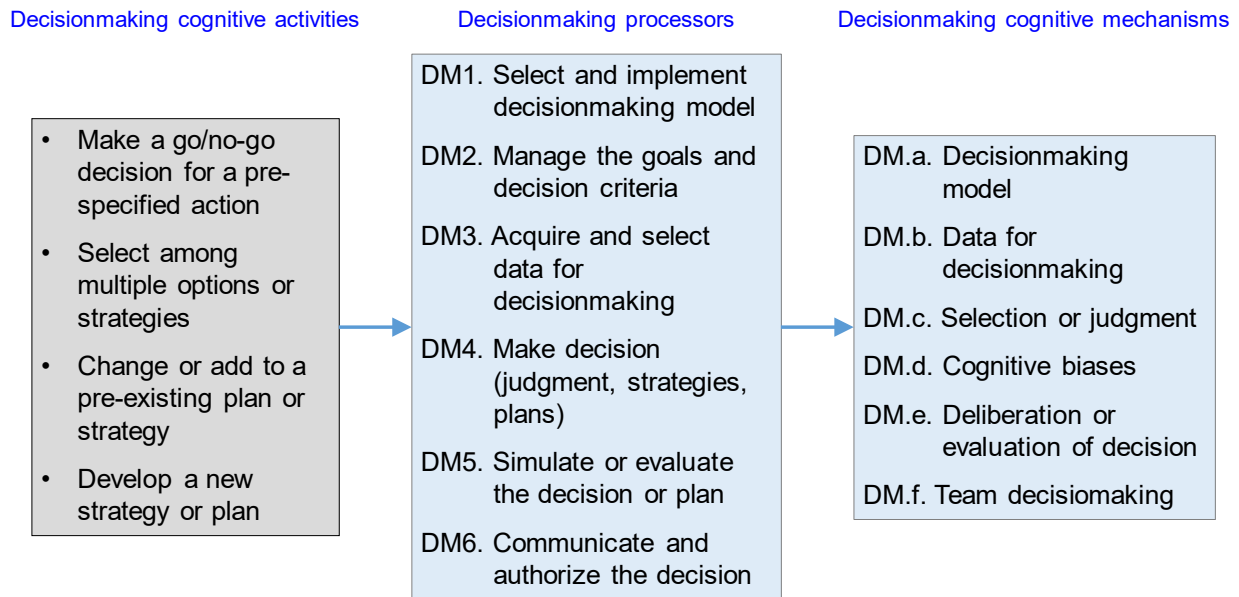 Decisionmaking cognitive activities
Decisionmaking processors
Decisionmaking cognitive mechanisms
• Make a go/no-go
decision for a pre-
specified action
• Select among
multiple options or
strategies
• Change or add to a
pre-existing plan or
strategy
• Develop a new
strategy or plan
DM1. Select and implement
decisionmaking model
DM2. Manage the goals and
decision criteria
DM3. Acquire and select
data for
decisionmaking
DM4. Make decision
(judgment, strategies,
plans)
DM5. Simulate or evaluate
the decision or plan
DM6. Communicate and
authorize the decision
DM.a. Decisionmaking
model
DM.b. Data for
decisionmaking
DM.c. Selection or judgment
DM.d. Cognitive biases
DM.e. Deliberation or
evaluation of decision
DM.f. Team decisiomaking